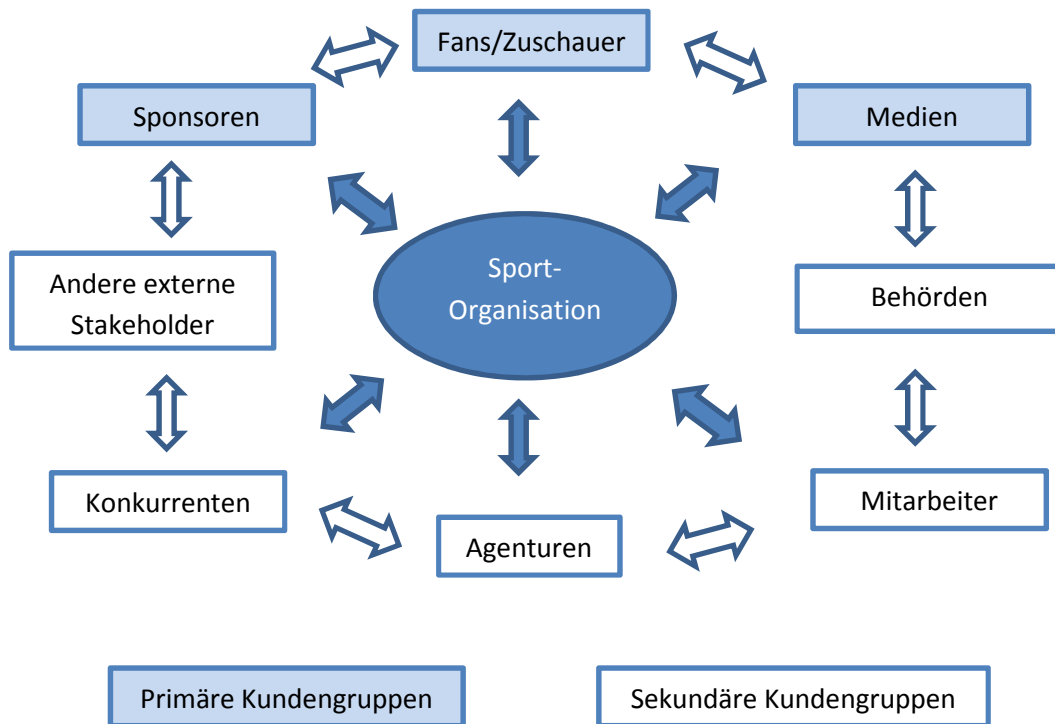 Fans/Zuschauer
Sponsoren
Medien
Sport-
Organisation
Andere externe
Stakeholder
Behörden
Konkurrenten
Mitarbeiter
Agenturen
Primäre Kundengruppen
Sekundäre Kundengruppen